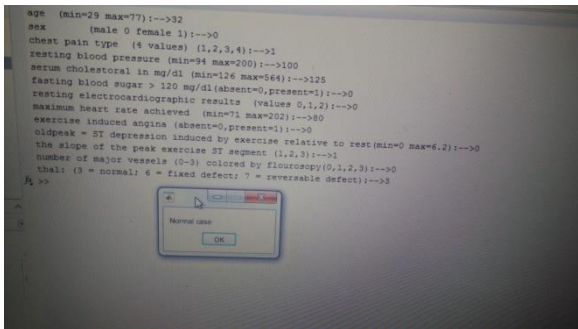 age (min=29 max=77):-->32
sex (male 0 female 1):-->0
chest pain type (4 values) (1,2,3,4):-->1
resting blood pressure (min=94 max=200):-->100
serum cholestoral in mg/dl (min=126 max=564):-->125
fasting blood sugar > 120 mg/dl(absent=0,present=1):-->0
resting electrocardiographic results (values 0,1,2):-->0
maximum heart rate achieved (min=71 max=202):-->80
exercise induced angina (absent=0,present=1):-->0
oldpeak = ST depression induced by exercise relative to rest(min=0 max=6.2):-->0
the slope of the peak exercise ST segment (1,2,3):-->1
number of major vessels (0-3) colored by flourosopy(0,1,2,3):-->0
thal: (3 = normal; 6 = fixed defect; 7 = reversable defect):-->3
fx >>
Normal case
OK